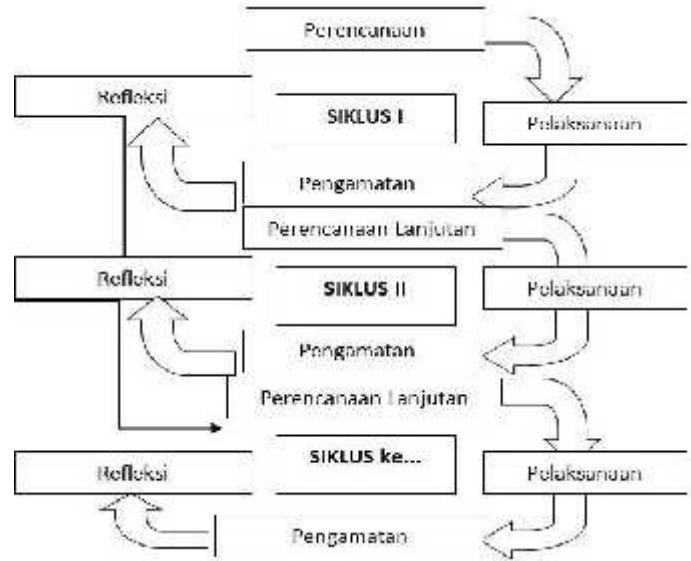 Perencanaan
Refleksi
SIKLUS I
Pelaksanaan
Pengamatan
Perencanaan Lanjutan
Refleksi
SIKLUS II
Pelaksanaan
Pengamatan
Perencanaan Lanjutan
SIKLUS ke...
Refleksi
Pelaksanaan
Pengamatan